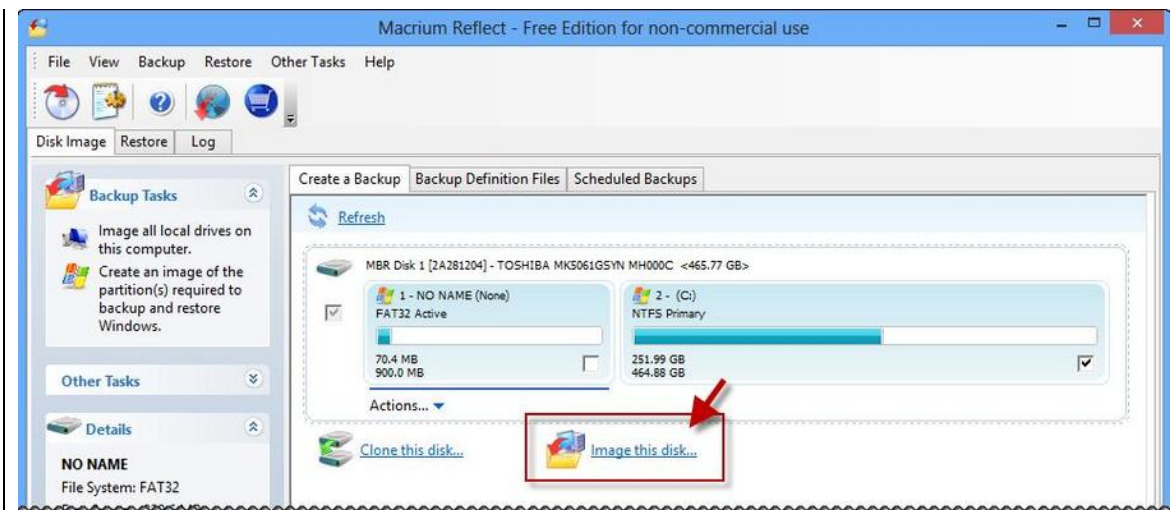 Macrium Reflect - Free Edition for non-commercial use
File View Backup Restore Other Tasks Help
Disk Image Restore Log
Backup Tasks
Image all local drives on
this computer.
Create an image of the
partition(s) required to
backup and restore
Windows.
Other Tasks
Details
NO NAME
File System: FAT32
Create a Backup Backup Definition Files Scheduled Backups
Refresh
MBR Disk 1 [2A281204] - TOSHIBA MK5061GSYN MH000C <465.77 GB>
1 - NO NAME (None)
FAT32 Active
70.4 MB
900.0 MB
2 - (C:)
NTFS Primary
251.99 GB
464.88 GB
Actions...
Clone this disk... Image this disk...